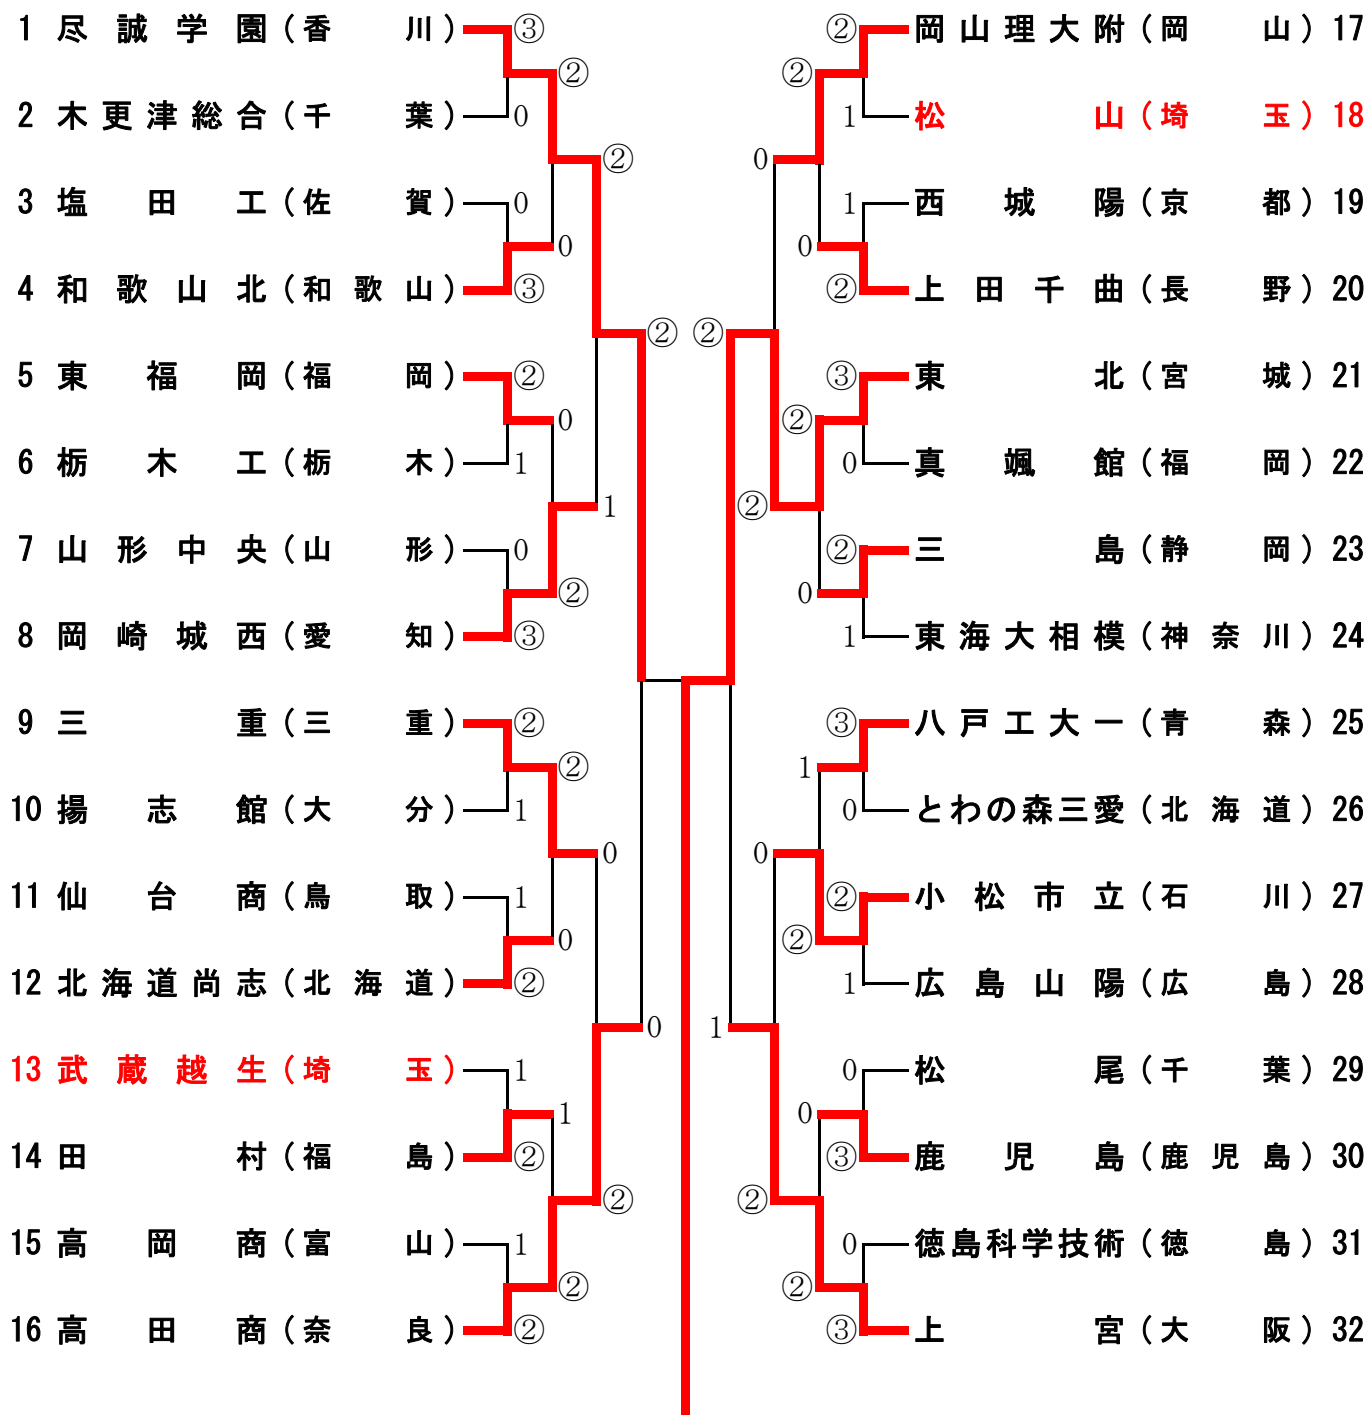 1 尽誠学園(香川) ③
②
2 木更津総合(千葉) 0
②
3 塩田工(佐賀) 0
0
4 和歌山北(和歌山) ③
②
5 東福岡(福岡) ②
0
6 栃木工(栃木) 1
1
7 山形中央(山形) 0
②
8 岡崎城西(愛知) ③
9 三重(三重) ②
②
10 揚志館(大分) 1
0
11 仙台商(鳥取) 1
0
12 北海道尚志(北海道) ②
0
13 武蔵越生(埼玉) 1
1
14 田村(福島) ②
②
15 高岡商(富山) 1
②
16 高田商(奈良) ②
② 岡山理大附(岡山) 17
②
1 松山(埼玉) 18
0
1 西城陽(京都) 19
0
② 上田千曲(長野) 20
②
③ 東北(宮城) 21
②
0 真颯館(福岡) 22
②
② 三島(静岡) 23
0
1 東海大相模(神奈川) 24
③ 八戸工大一(青森) 25
1
0 とわの森三愛(北海道) 26
0
② 小松市立(石川) 27
②
1 広島山陽(広島) 28
1
0 松尾(千葉) 29
0
③ 鹿児島(鹿児島) 30
②
0 徳島科学技術(徳島) 31
②
③ 上宮(大阪) 32